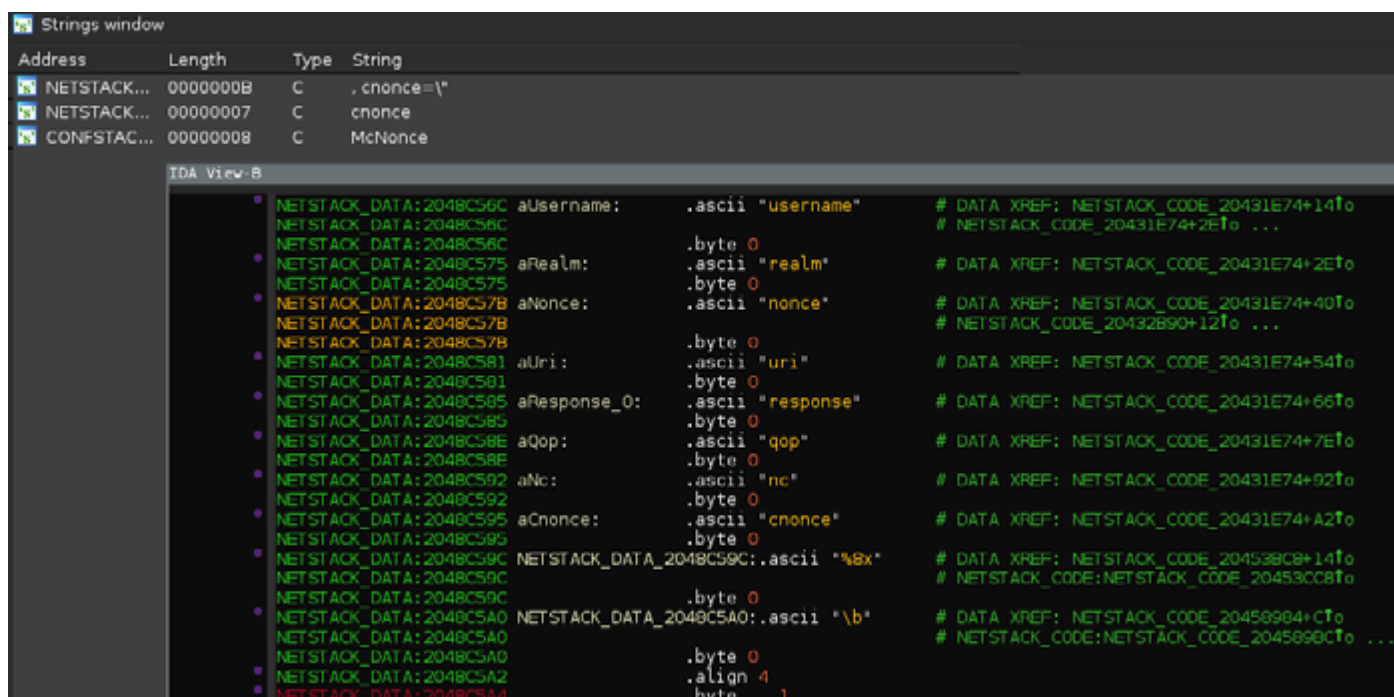 Strings window
Address Length Type String
NETSTACK... 0000000B C , cnonce=\"
NETSTACK... 00000007 C cnonce
CONFSTAC... 00000008 C McNonce
IDA View-B
NETSTACK_DATA:2048C56C aUsername: .ascii "username" # DATA XREF: NETSTACK_CODE_20431E74+14↑o
NETSTACK_DATA:2048C56C # NETSTACK_CODE_20431E74+2E↑o ...
NETSTACK_DATA:2048C56C .byte 0
NETSTACK_DATA:2048C575 aRealm: .ascii "realm" # DATA XREF: NETSTACK_CODE_20431E74+2E↑o
NETSTACK_DATA:2048C575 .byte 0
NETSTACK_DATA:2048C57B aNonce: .ascii "nonce" # DATA XREF: NETSTACK_CODE_20431E74+40↑o
NETSTACK_DATA:2048C57B # NETSTACK_CODE_20432B90+12↑o ...
NETSTACK_DATA:2048C57B .byte 0
NETSTACK_DATA:2048C581 aUri: .ascii "uri" # DATA XREF: NETSTACK_CODE_20431E74+54↑o
NETSTACK_DATA:2048C581 .byte 0
NETSTACK_DATA:2048C585 aResponse_0: .ascii "response" # DATA XREF: NETSTACK_CODE_20431E74+66↑o
NETSTACK_DATA:2048C585 .byte 0
NETSTACK_DATA:2048C58E aQop: .ascii "qop" # DATA XREF: NETSTACK_CODE_20431E74+7E↑o
NETSTACK_DATA:2048C58E .byte 0
NETSTACK_DATA:2048C592 aNc: .ascii "nc" # DATA XREF: NETSTACK_CODE_20431E74+92↑o
NETSTACK_DATA:2048C592 .byte 0
NETSTACK_DATA:2048C595 aCnonce: .ascii "cnonce" # DATA XREF: NETSTACK_CODE_20431E74+A2↑o
NETSTACK_DATA:2048C595 .byte 0
NETSTACK_DATA:2048C59C NETSTACK_DATA_2048C59C:.ascii "%8x" # DATA XREF: NETSTACK_CODE_204538C8+14↑o
NETSTACK_DATA:2048C59C # NETSTACK_CODE:NETSTACK_CODE_20453CC8↑o
NETSTACK_DATA:2048C59C .byte 0
NETSTACK_DATA:2048C5A0 NETSTACK_DATA_2048C5A0:.ascii "\b" # DATA XREF: NETSTACK_CODE_20458984+C↑o
NETSTACK_DATA:2048C5A0 # NETSTACK_CODE:NETSTACK_CODE_204589BC↑o ...
NETSTACK_DATA:2048C5A0 .byte 0
NETSTACK_DATA:2048C5A2 .align 4
NETSTACK_DATA:2048C5A4 .byte 1